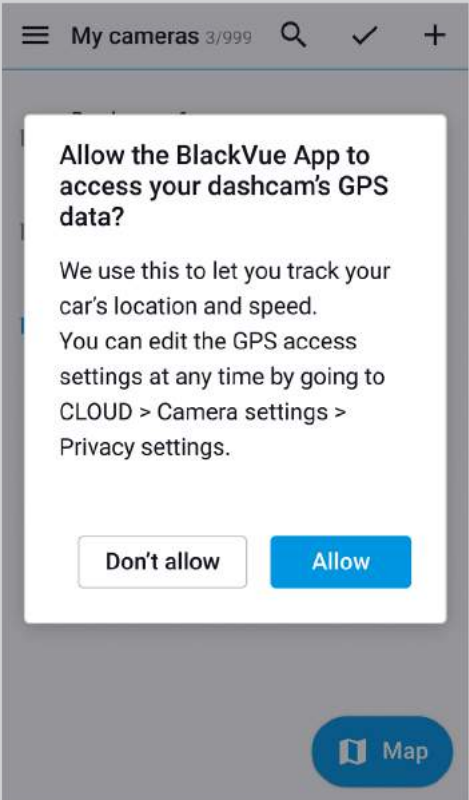 My cameras 3/999
Allow the BlackVue App to
access your dashcam's GPS
data?
We use this to let you track your
car's location and speed.
You can edit the GPS access
settings at any time by going to
CLOUD > Camera settings >
Privacy settings.
Don't allow
Allow
Map